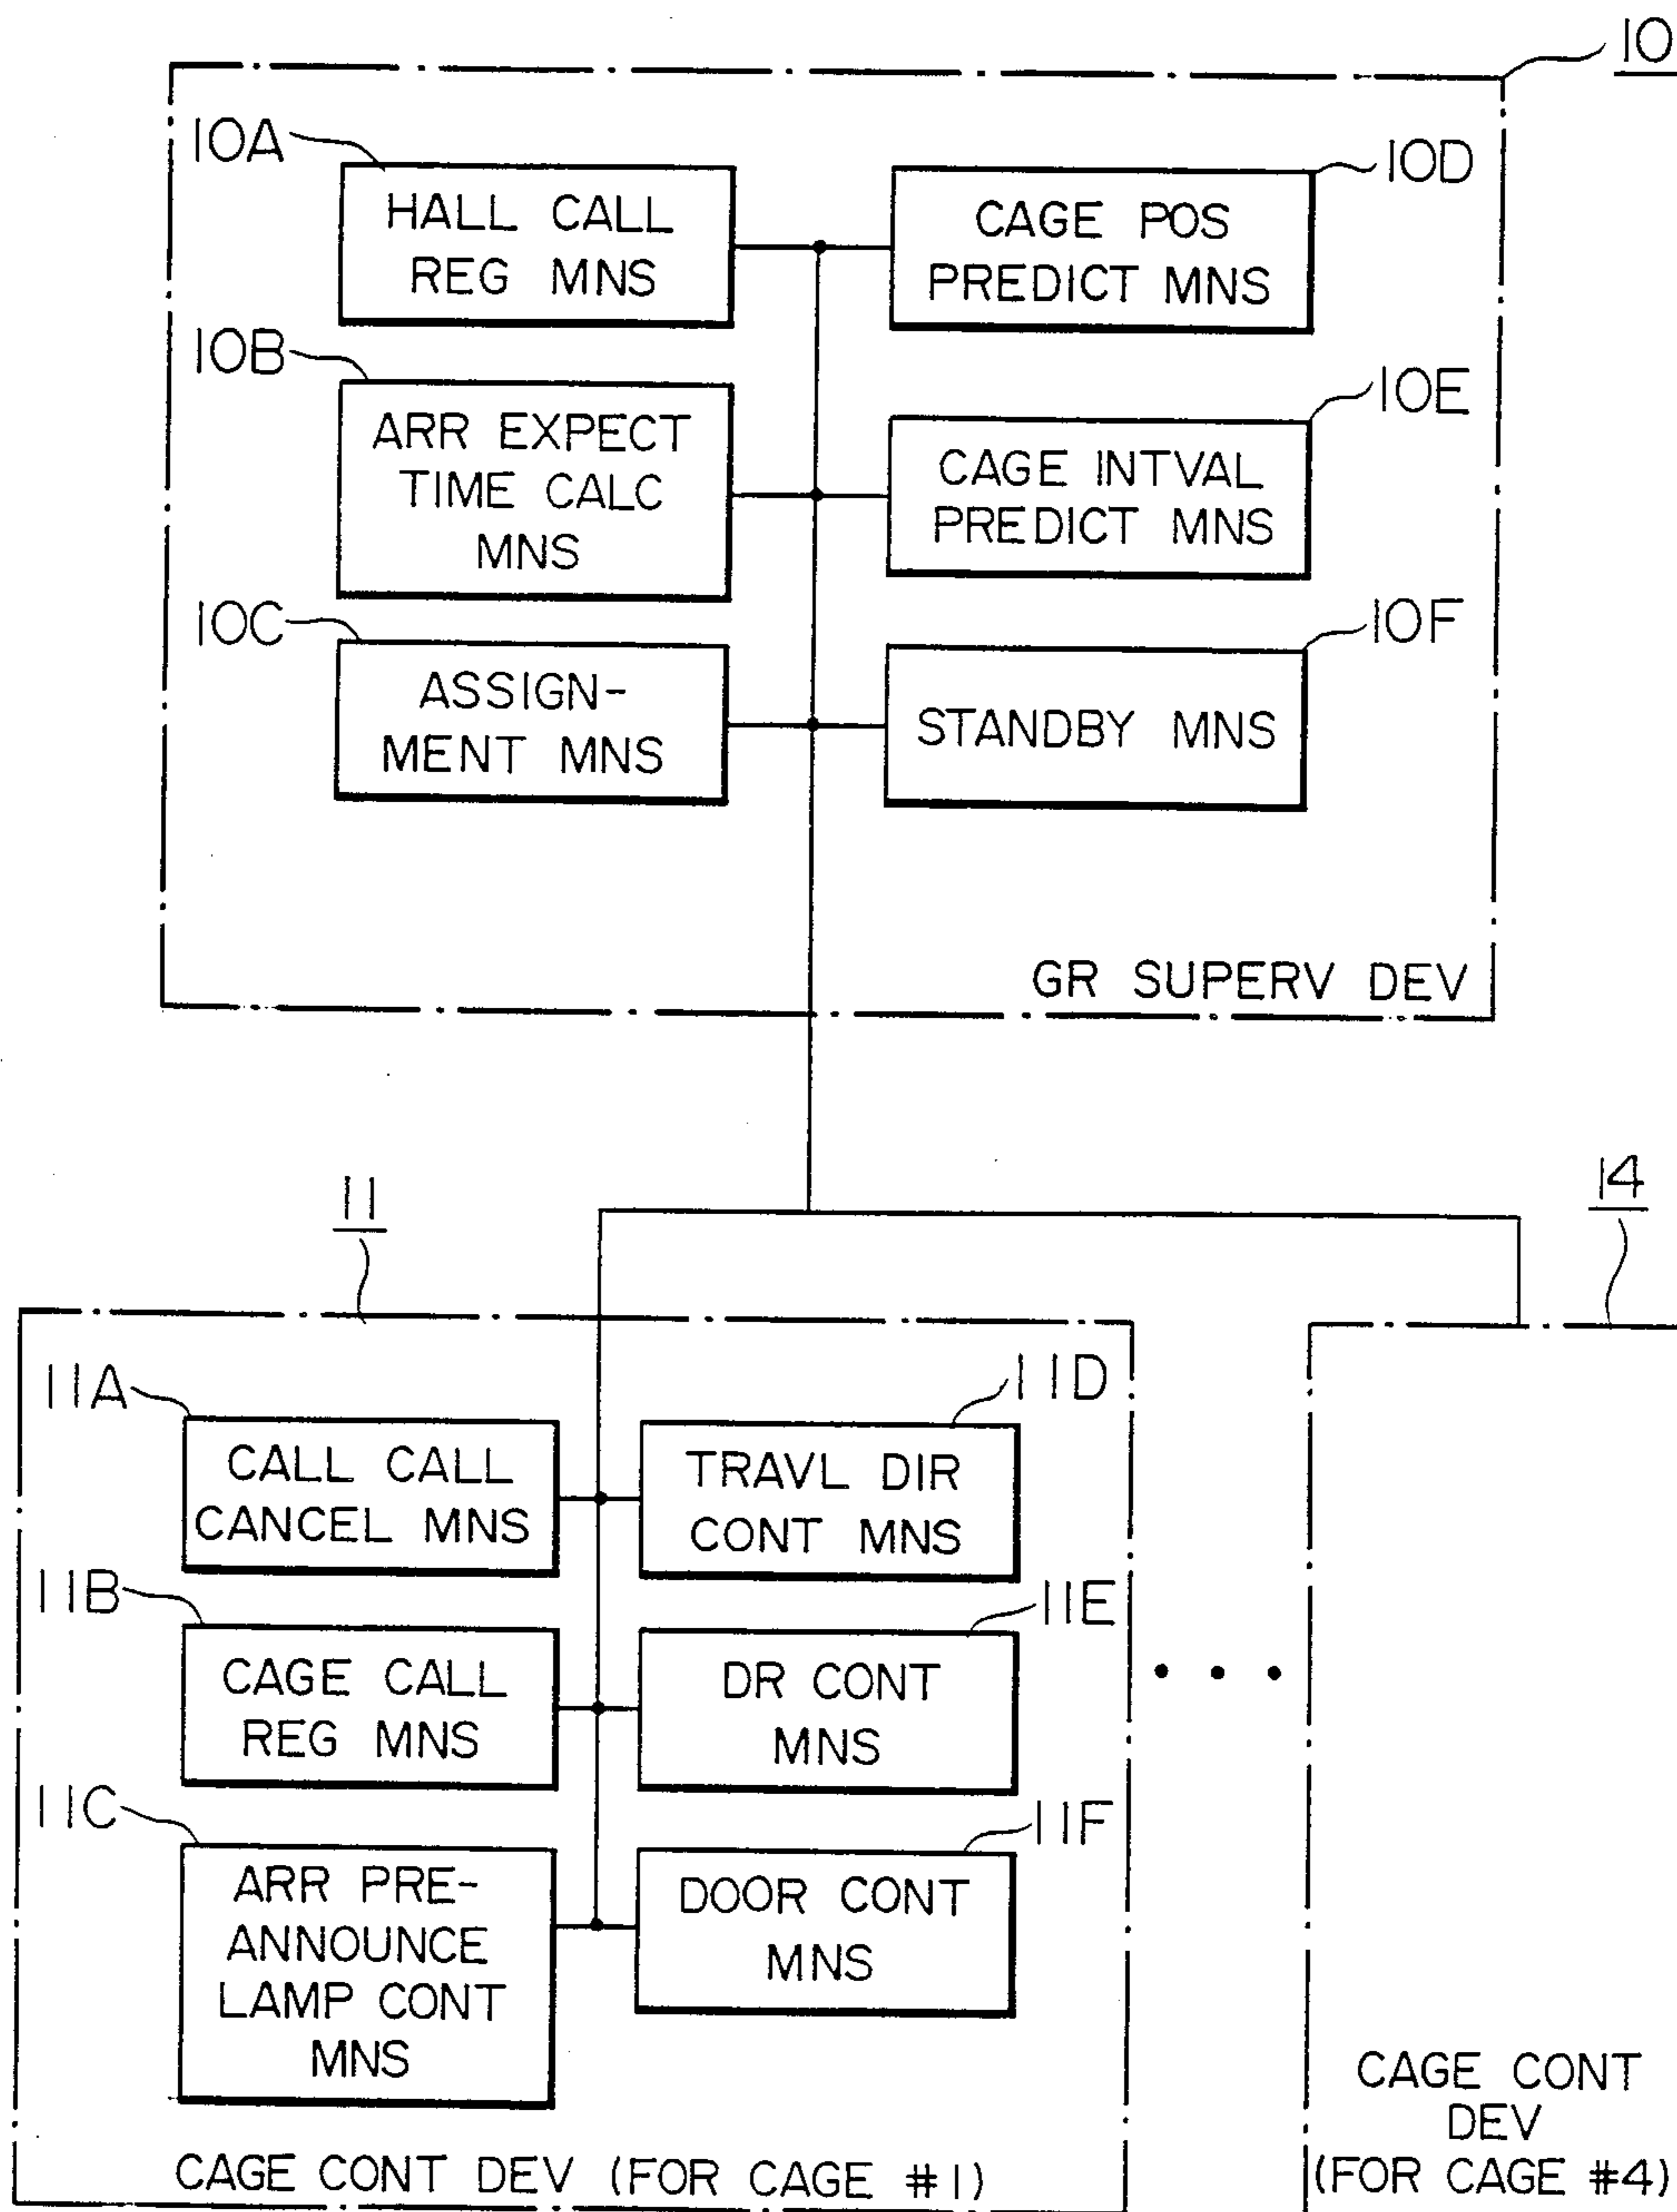 10
10A
HALL CALL
REG MNS
10D
CAGE POS
PREDICT MNS
10B
ARR EXPECT
TIME CALC
MNS
10E
CAGE INTVAL
PREDICT MNS
10C
ASSIGN-
MENT MNS
10F
STANDBY MNS
GR SUPERV DEV
11
14
11A
CALL CALL
CANCEL MNS
11D
TRAVL DIR
CONT MNS
11B
CAGE CALL
REG MNS
11E
DR CONT
MNS
11C
ARR PRE-
ANNOUNCE
LAMP CONT
MNS
11F
DOOR CONT
MNS
CAGE CONT DEV (FOR CAGE #1)
CAGE CONT
DEV
(FOR CAGE #4)